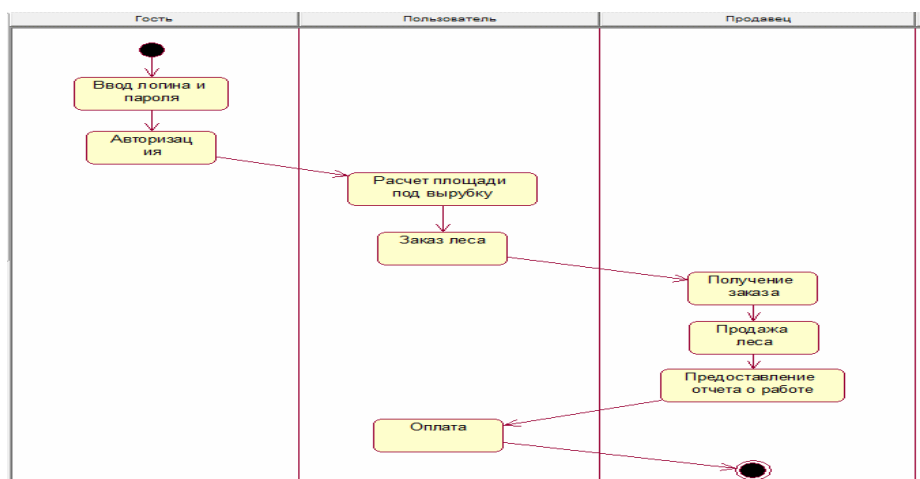 Гость
Пользователь
Продавец
Ввод логина и
пароля
Авторизац
ия
Расчет площади
под вырубку
Заказ леса
Получение
заказа
Продажа
леса
Предоставление
отчета о работе
Оплата